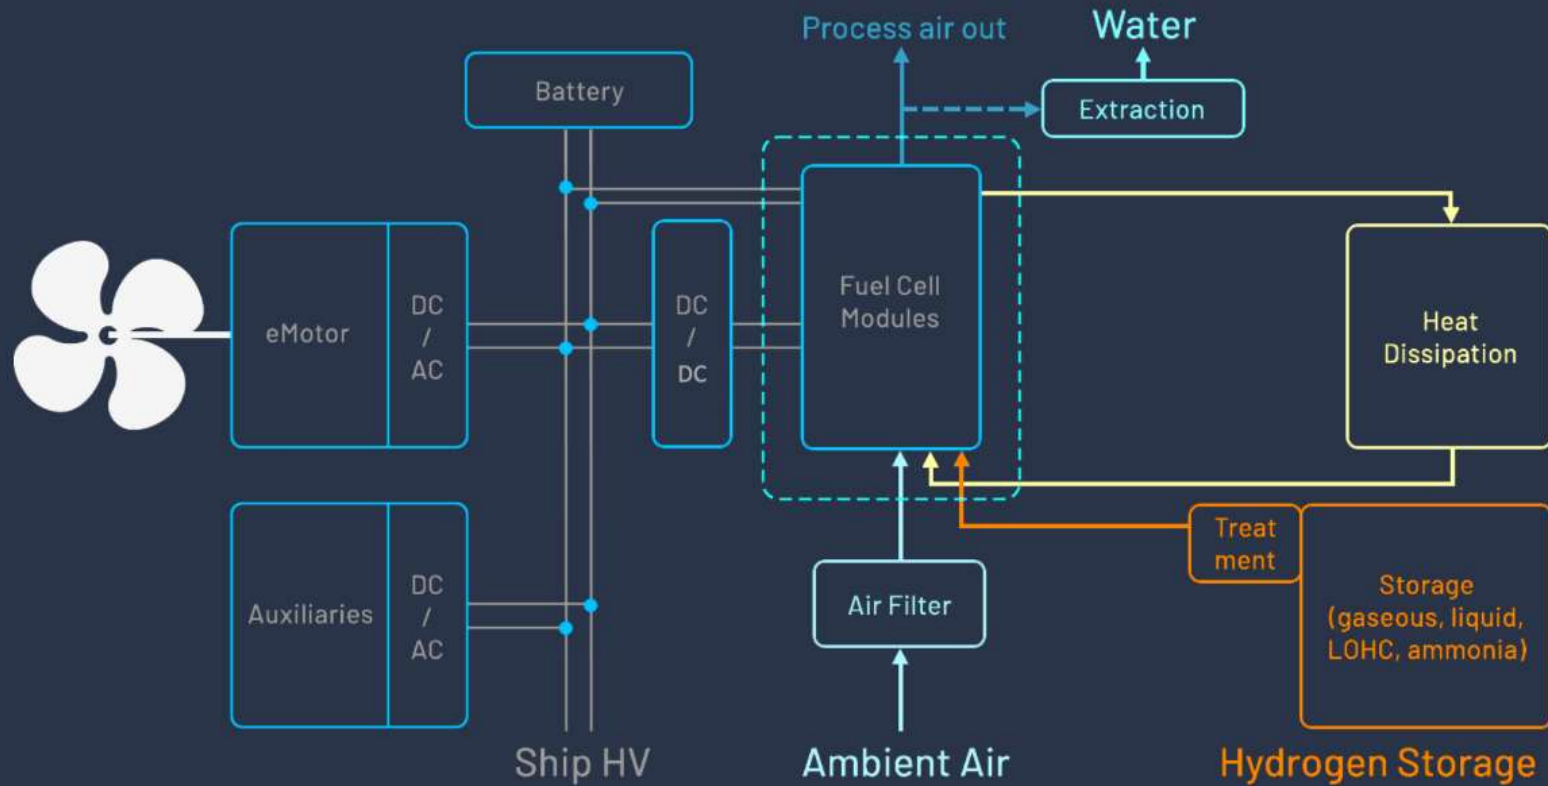 Process air out
Water
Battery
Extraction
eMotor
DC
/
AC
DC
/
DC
Fuel Cell
Modules
Heat
Dissipation
Auxiliaries
DC
/
AC
Air Filter
Treat
ment
Storage
(gaseous, liquid,
LOHC, ammonia)
Ship HV
Ambient Air
Hydrogen Storage